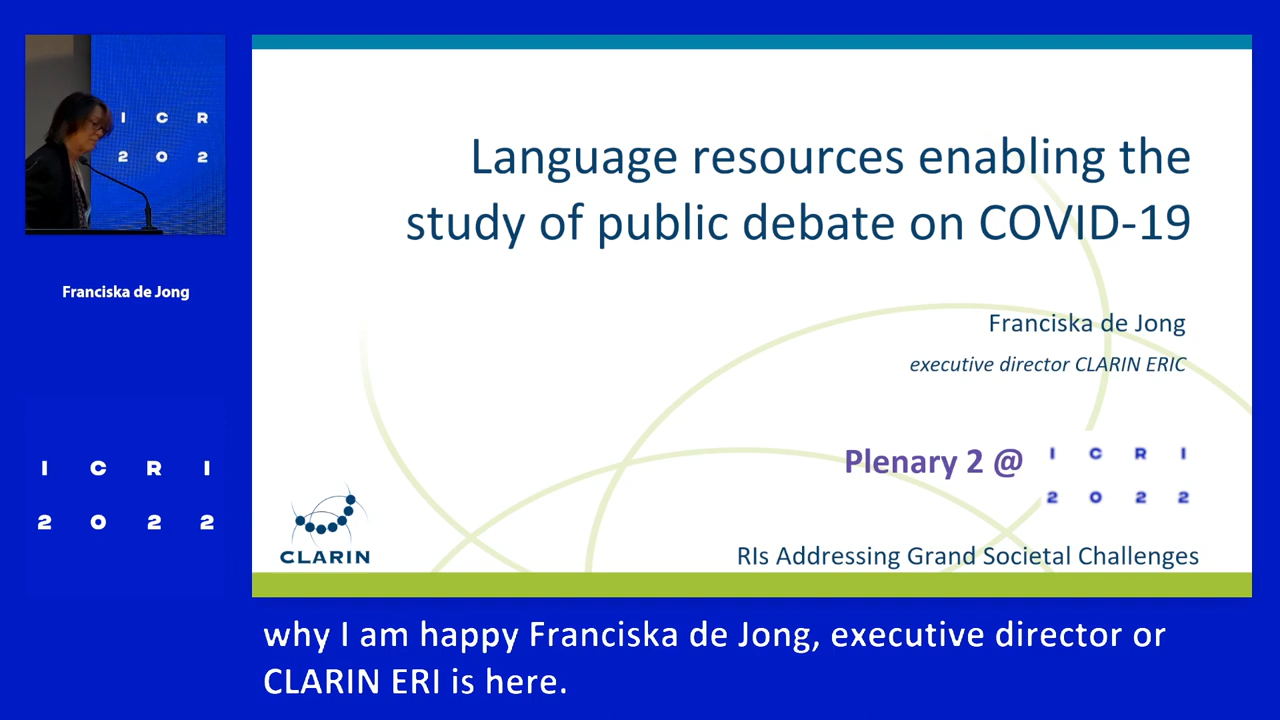 I C R
2 0 2
Franciska de Jong
I C R I
2 0 2 2
Language resources enabling the
study of public debate on COVID-19
Franciska de Jong
executive director CLARIN ERIC
Plenary 2 @ I C R I
2 0 2 2
CLARIN
RIs Addressing Grand Societal Challenges
why I am happy Franciska de Jong, executive director or
CLARIN ERI is here.